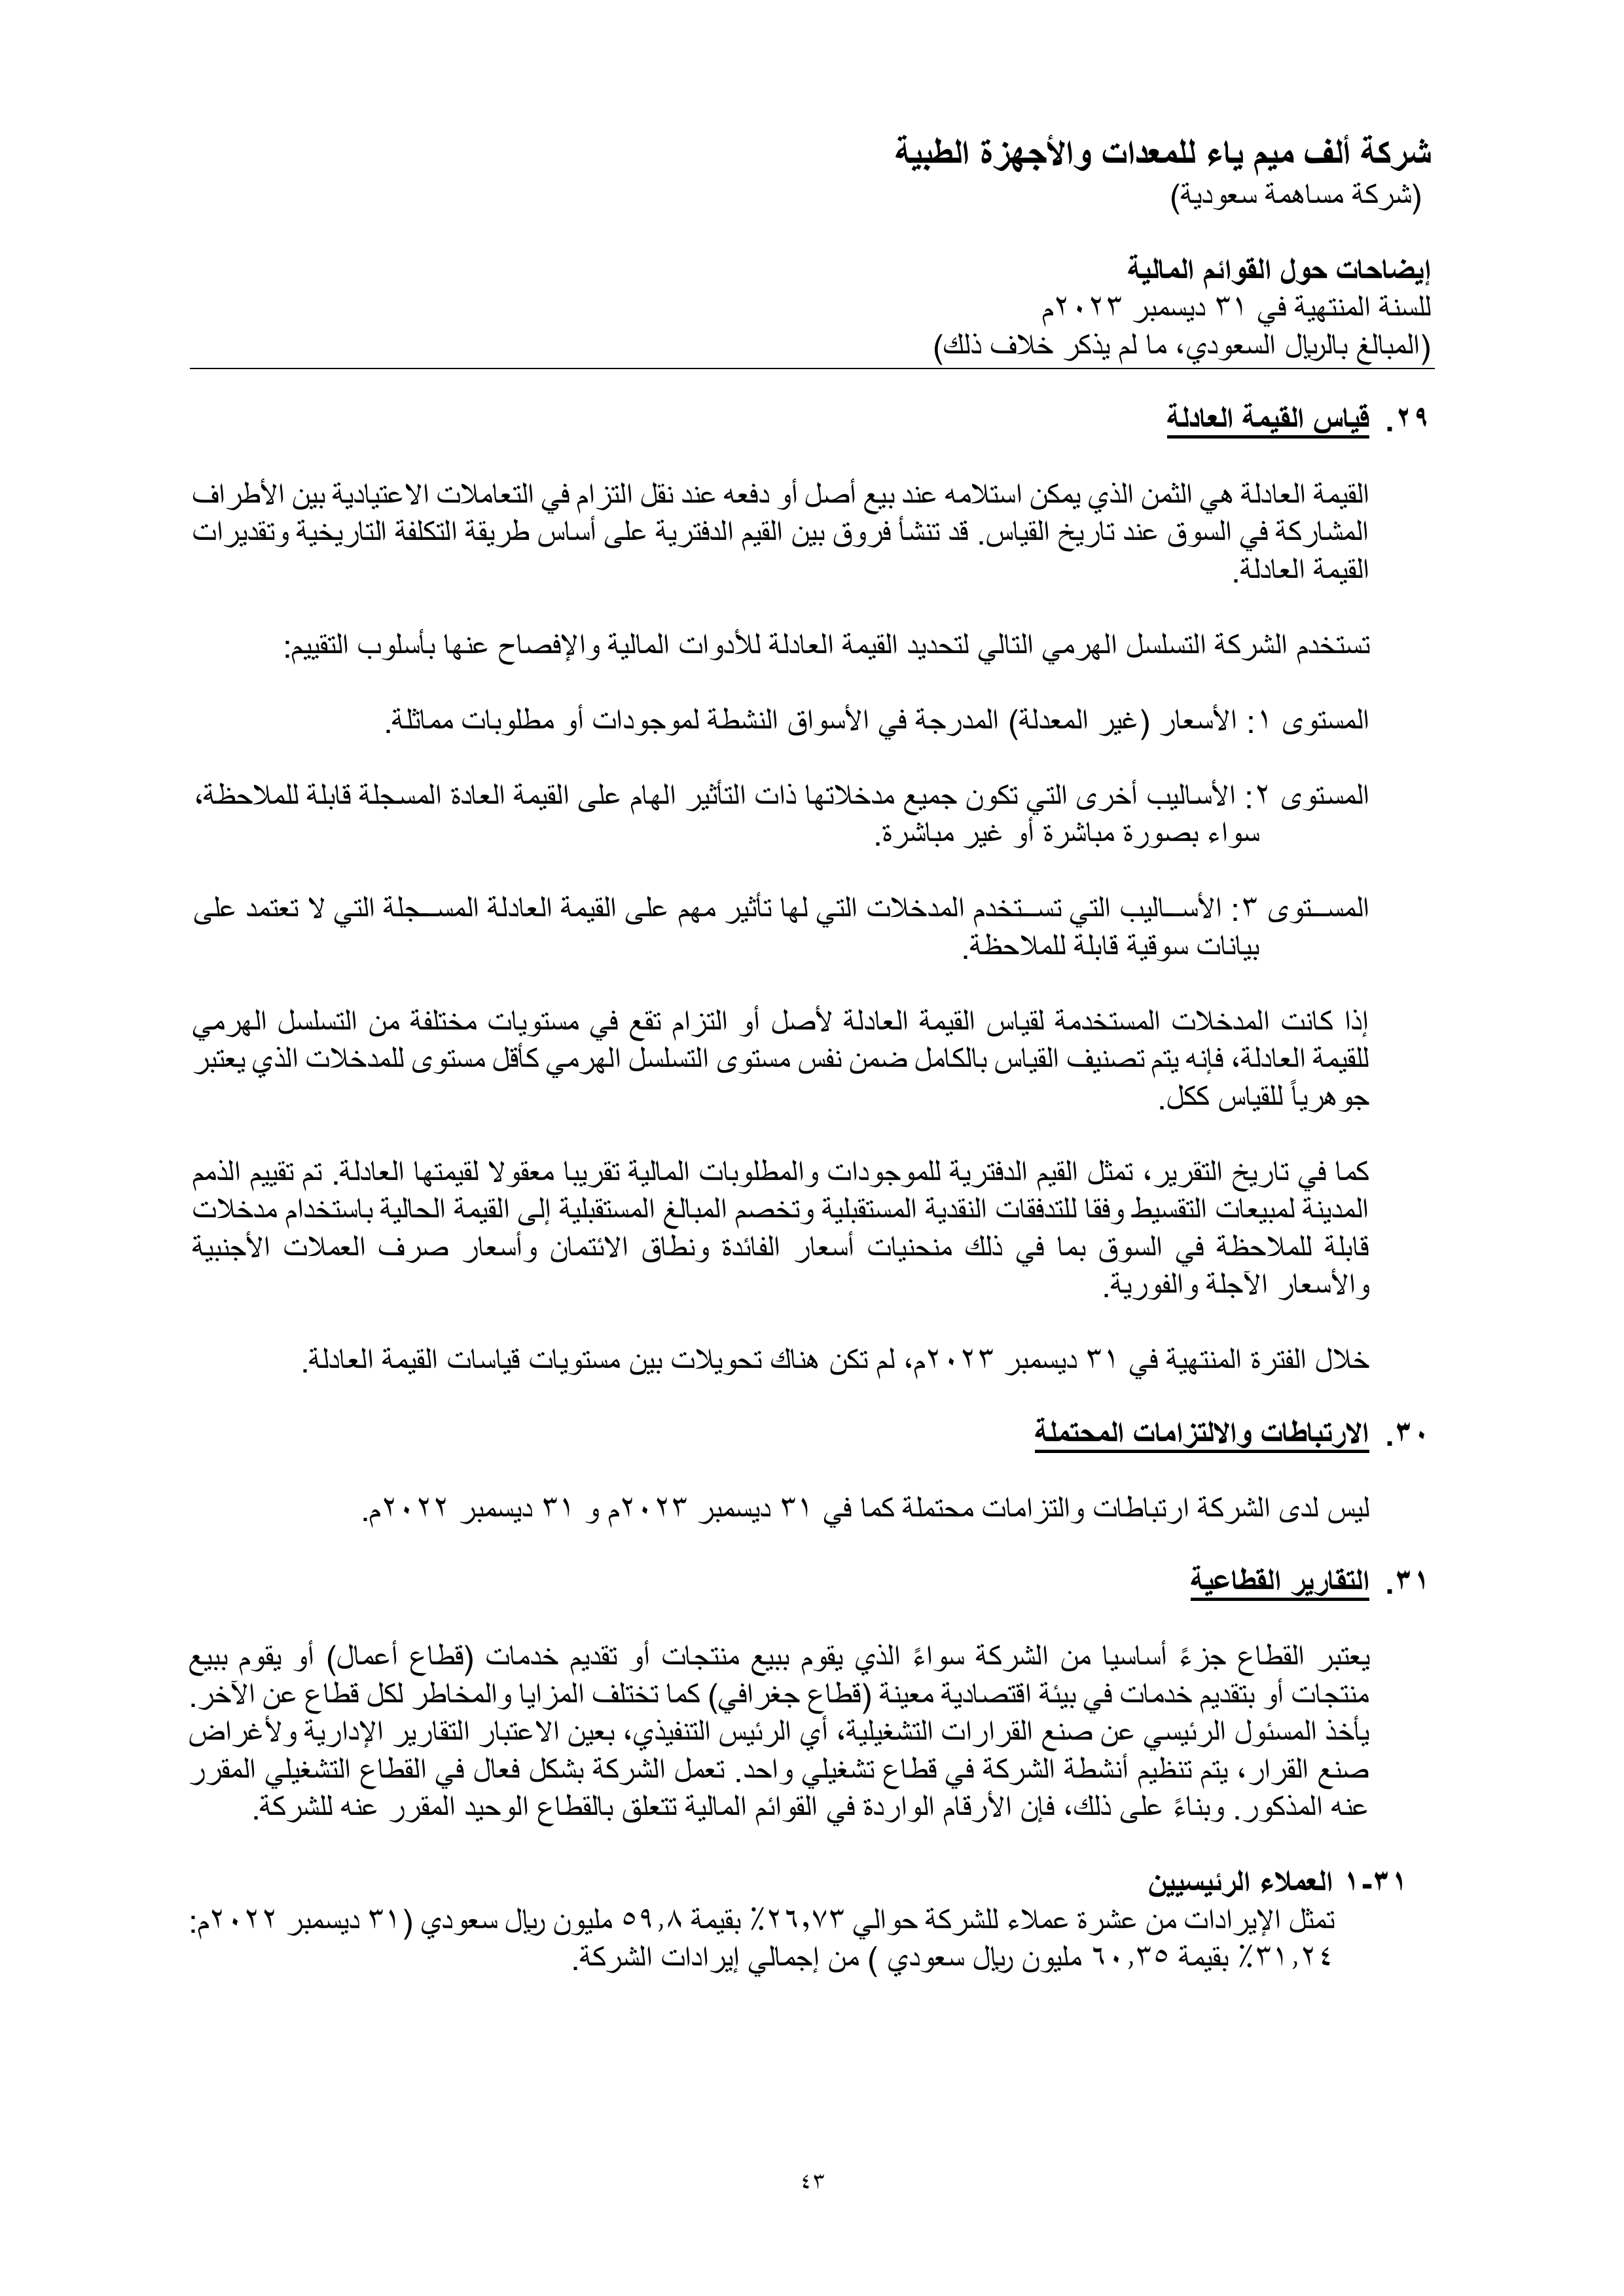 شركة ألف ميم ياء للمعدات والأجهزة الطبية
(شركة مساهمة سعودية)
إيضاحات حول القوائم المالية
للسنة المنتهية في ٣١ ديسمبر ٢٠٢٣م
(المبالغ بالريال السعودي، ما لم يذكر خلاف ذلك)
٢٩. قياس القيمة العادلة
القيمة العادلة هي الثمن الذي يمكن استلامه عند بيع أصل أو دفعه عند نقل التزام في التعاملات الاعتيادية بين الأطراف
المشاركة في السوق عند تاريخ القياس. قد تنشأ فروق بين القيم الدفترية على أساس طريقة التكلفة التاريخية وتقديرات
القيمة العادلة.
تستخدم الشركة التسلسل الهرمي التالي لتحديد القيمة العادلة للأدوات المالية والإفصاح عنها بأسلوب التقييم:
المستوى ١: الأسعار (غير المعدلة) المدرجة في الأسواق النشطة لموجودات أو مطلوبات مماثلة.
المستوى ٢: الأساليب أخرى التي تكون جميع مدخلاتها ذات التأثير الهام على القيمة العادة المسجلة قابلة للملاحظة،
سواء بصورة مباشرة أو غير مباشرة.
المستوى ٣: الأساليب التي تستخدم المدخلات التي لها تأثير مهم على القيمة العادلة المسجلة التي لا تعتمد على
بيانات سوقية قابلة للملاحظة.
إذا كانت المدخلات المستخدمة لقياس القيمة العادلة لأصل أو التزام تقع في مستويات مختلفة من التسلسل الهرمي
للقيمة العادلة، فإنه يتم تصنيف القياس بالكامل ضمن نفس مستوى التسلسل الهرمي كأقل مستوى للمدخلات الذي يعتبر
جوهرياً للقياس ككل.
كما في تاريخ التقرير، تمثل القيم الدفترية للموجودات والمطلوبات المالية تقريبا معقولا لقيمتها العادلة. تم تقييم الذمم
المدينة لمبيعات التقسيط وفقا للتدفقات النقدية المستقبلية وتخصم المبالغ المستقبلية إلى القيمة الحالية باستخدام مدخلات
قابلة للملاحظة في السوق بما في ذلك منحنيات أسعار الفائدة ونطاق الائتمان وأسعار صرف العملات الأجنبية
والأسعار الآجلة والفورية.
خلال الفترة المنتهية في ٣١ ديسمبر ٢٠٢٣م، لم تكن هناك تحويلات بين مستويات قياسات القيمة العادلة.
٣٠. الارتباطات والالتزامات المحتملة
ليس لدى الشركة ارتباطات والتزامات محتملة كما في ٣١ ديسمبر ٢٠٢٣م و ٣١ ديسمبر ٢٠٢٢م.
٣١. التقارير القطاعية
يعتبر القطاع جزءً أساسيا من الشركة سواءً الذي يقوم ببيع منتجات أو تقديم خدمات (قطاع أعمال) أو يقوم ببيع
منتجات أو بتقديم خدمات في بيئة اقتصادية معينة (قطاع جغرافي) كما تختلف المزايا والمخاطر لكل قطاع عن الآخر.
يأخذ المسئول الرئيسي عن صنع القرارات التشغيلية، أي الرئيس التنفيذي، بعين الاعتبار التقارير الإدارية ولأغراض
صنع القرار، يتم تنظيم أنشطة الشركة في قطاع تشغيلي واحد. تعمل الشركة بشكل فعال في القطاع التشغيلي المقرر
عنه المذكور. وبناءً على ذلك، فإن الأرقام الواردة في القوائم المالية تتعلق بالقطاع الوحيد المقرر عنه للشركة.
٣١-١ العملاء الرئيسيين
تمثل الإيرادات من عشرة عملاء للشركة حوالي ٢٦,٧٣٪ بقيمة ٥٩,٨ مليون ريال سعودي (٣١ ديسمبر ٢٠٢٢م:
٣١,٢٤٪ بقيمة ٦٠,٣٥ مليون ريال سعودي ) من إجمالي إيرادات الشركة.
٤٣